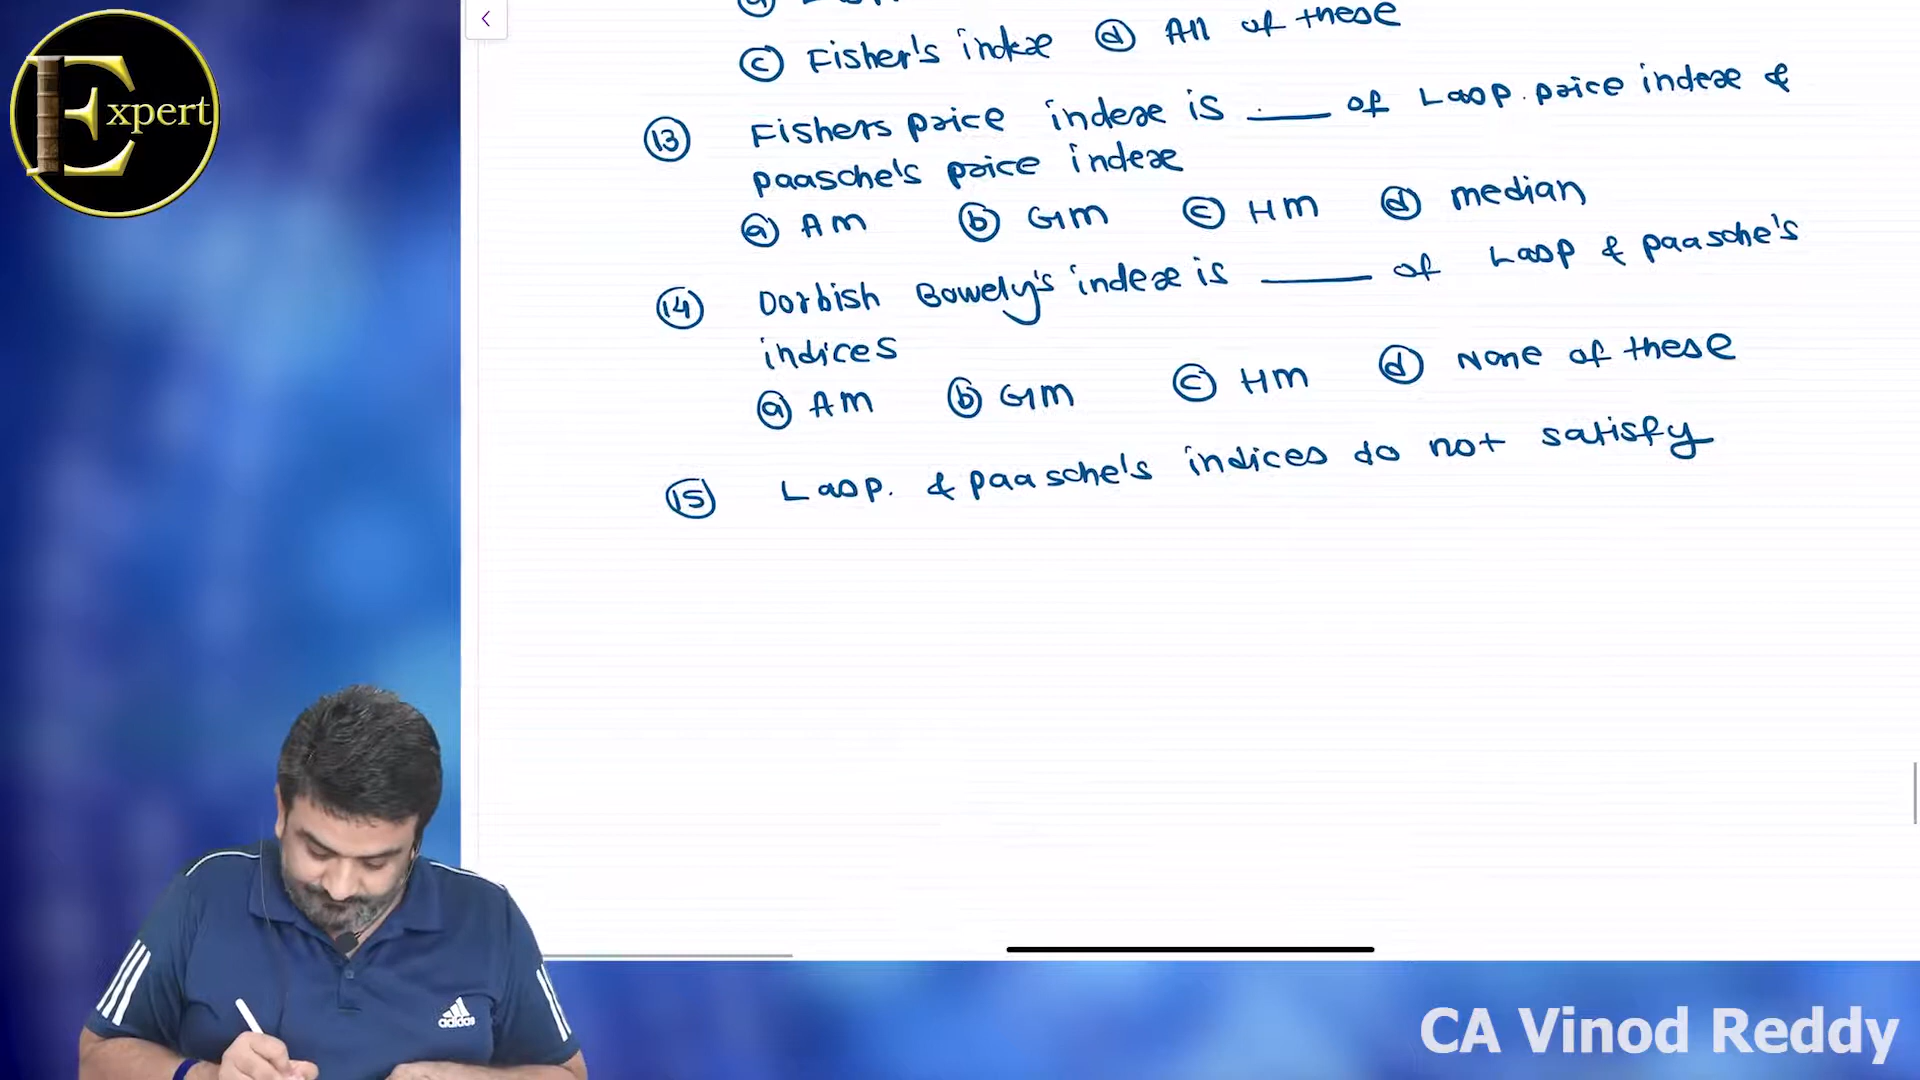 Expert
(c) Fisher's index (d) All of these
(13) Fishers price index is ___ of Lasp. price index &
paasche's price index
(a) AM (b) GM (c) HM (d) median
(14) Dorbish Bowely's index is ____ of Lasp & paasche's
indices
(a) AM (b) GM (c) HM (d) None of these
(15) Lasp. & paasche's indices do not satisfy
adidas
CA Vinod Reddy